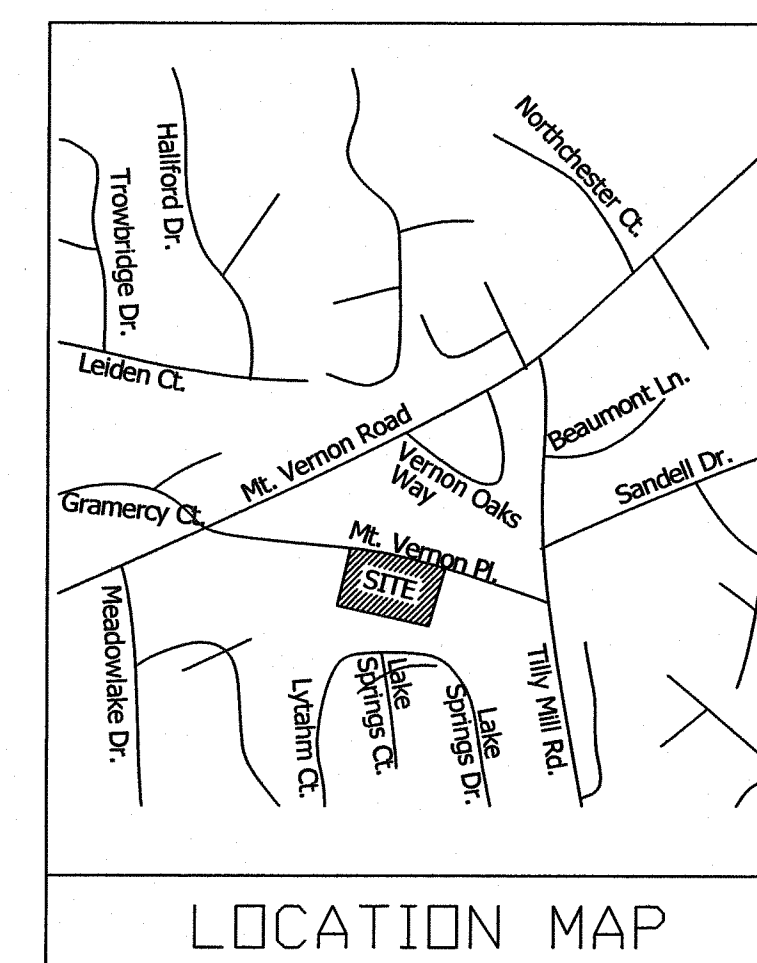 Northchester Ct.
Hallford Dr.
Trowbridge Dr.
Leiden Ct.
Beaumont Ln.
Mt. Vernon Road
Vernon Oaks
Way
Sandell Dr.
Gramercy Ct.
Mt. Vernon Pl.
SITE
Meadowlake Dr.
Lytahm Ct.
Lake
Springs Ct.
Lake
Springs Dr.
Tilly Mill Rd.
LOCATION MAP